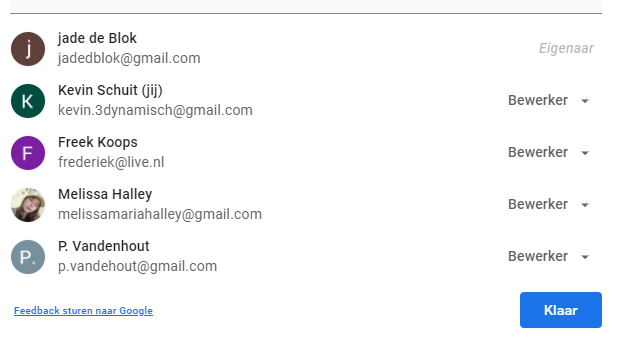 j
jade de Blok
jadedblok@gmail.com
Eigenaar
K
Kevin Schuit (jij)
kevin.3dynamisch@gmail.com
Bewerker
F
Freek Koops
frederiek@live.nl
Bewerker
Melissa Halley
melissamariahalley@gmail.com
Bewerker
P.
P. Vandenhout
p.vandehout@gmail.com
Bewerker
Feedback sturen naar Google
Klaar